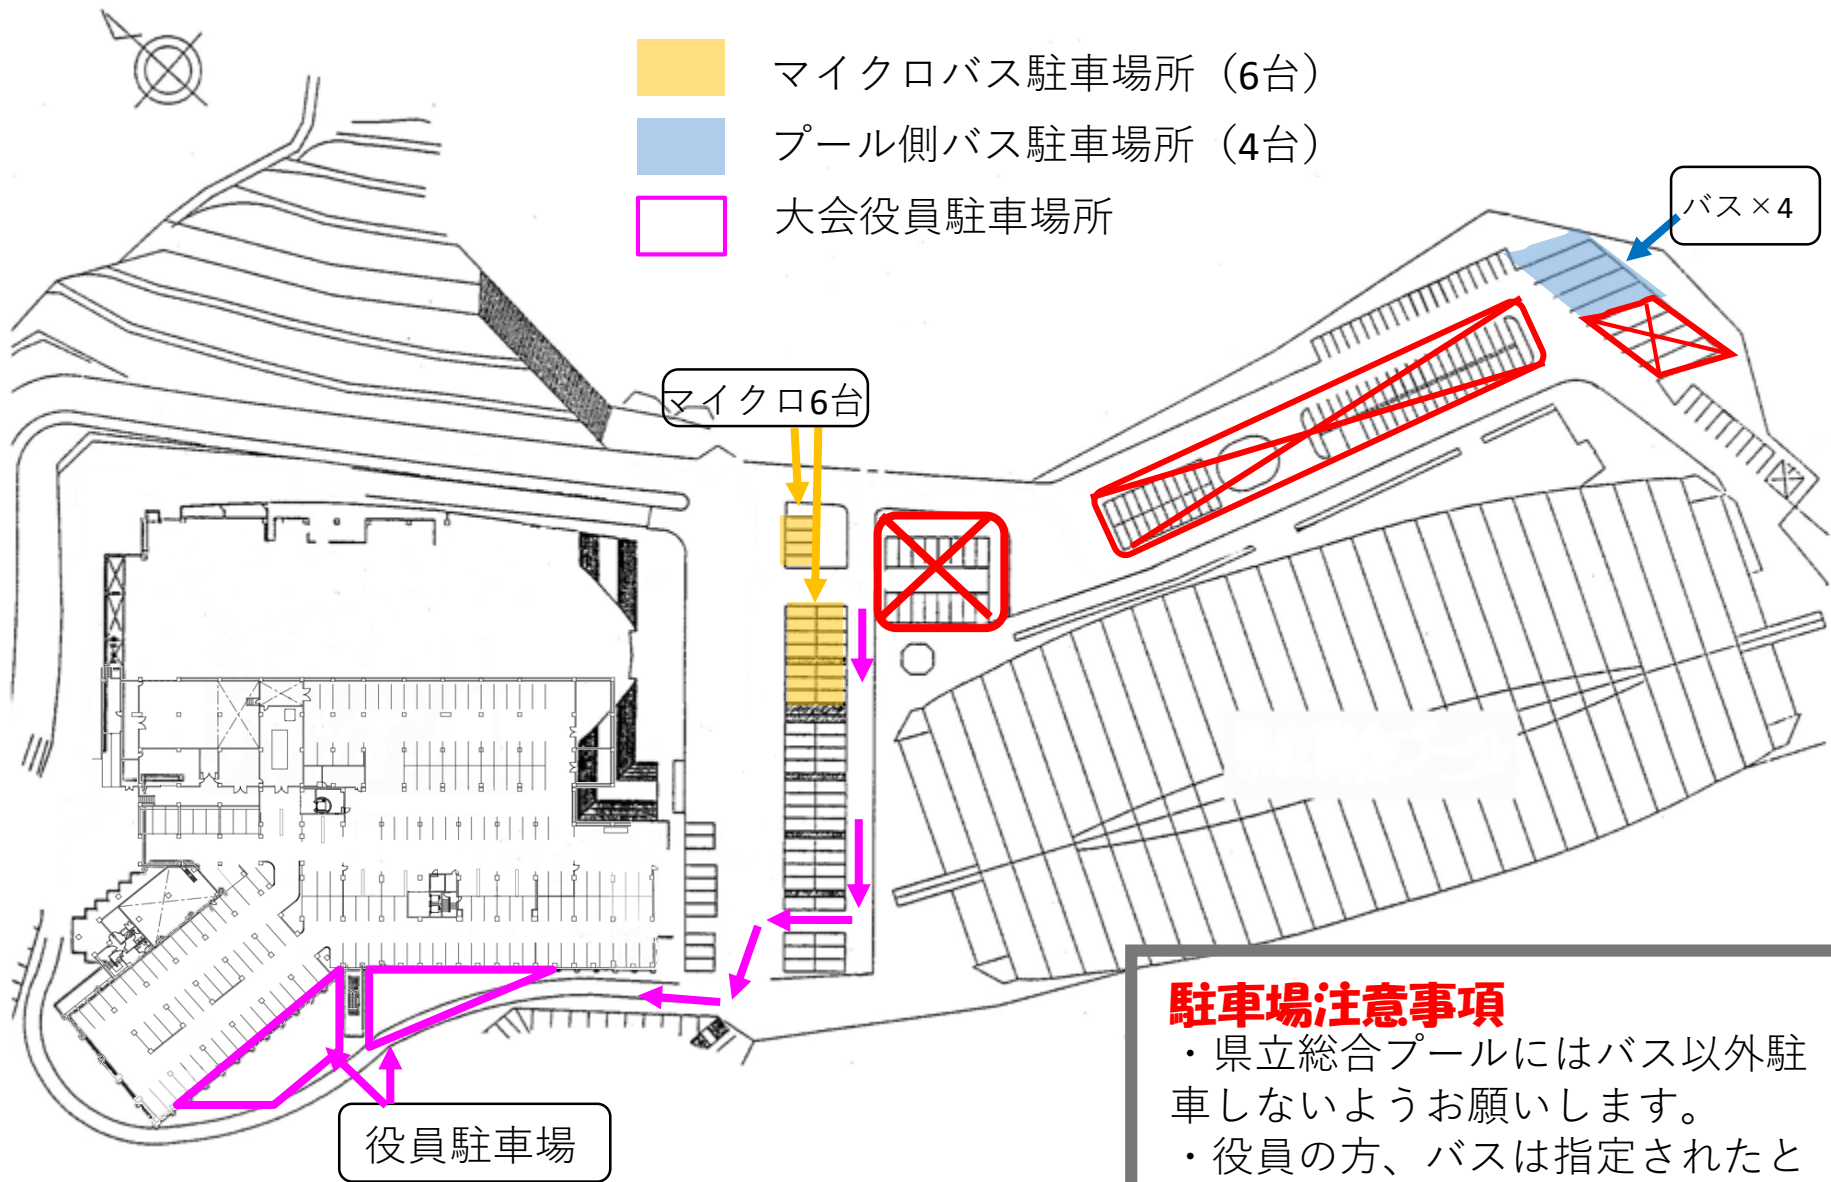 マイクロバス駐車場所（6台）
プール側バス駐車場所（4台）
大会役員駐車場所
バス×4
マイクロ6台
役員駐車場
駐車場注意事項
・県立総合プールにはバス以外駐
車しないようお願いします。
・役員の方、バスは指定されたと